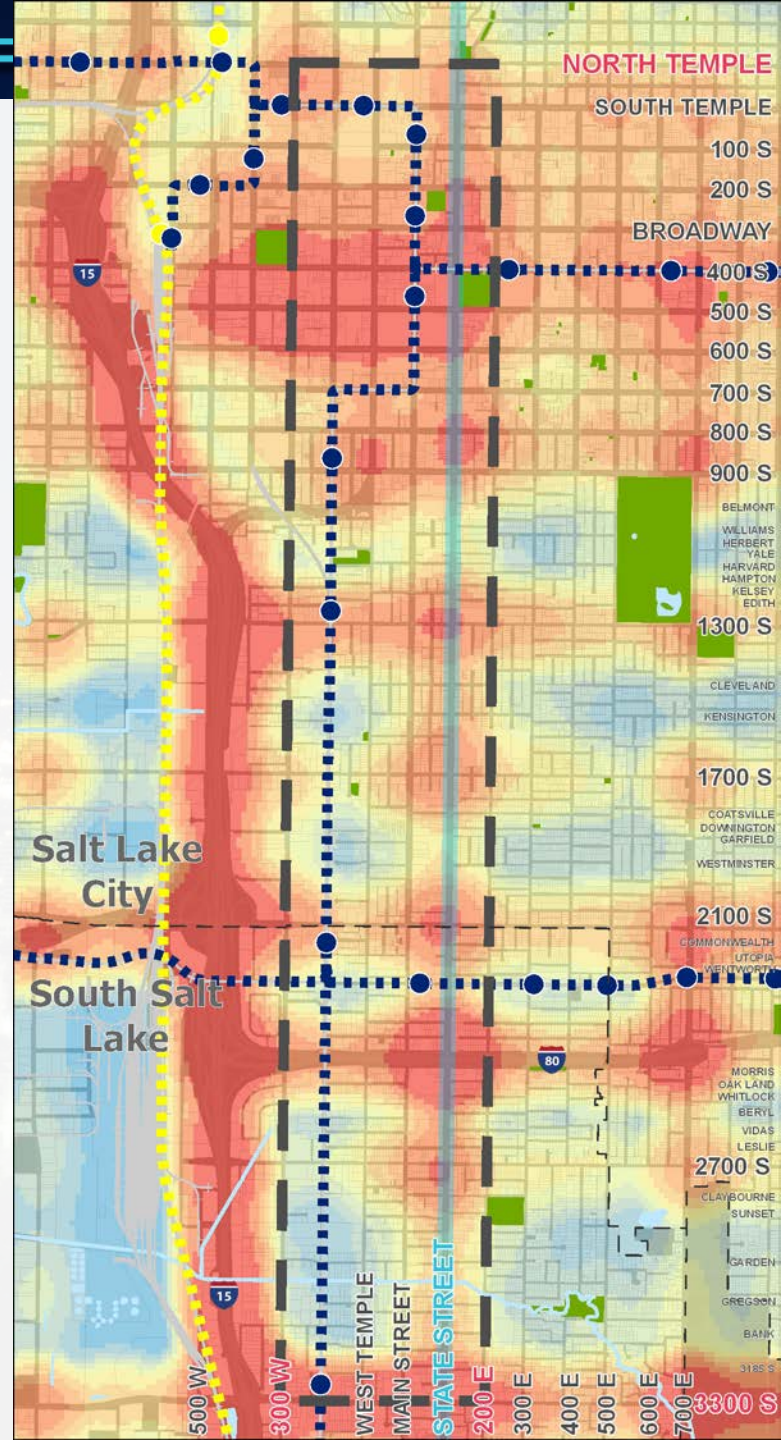 NORTH TEMPLE
SOUTH TEMPLE
100 S
200 S
BROADWAY
15
400 S
500 S
600 S
700 S
800 S
900 S
BELMONT
WILLIAMS
HERBERT
YALE
HARVARD
HAMPTON
KELSEY
EDITH
1300 S
CLEVELAND
KENSINGTON
1700 S
COATSVILLE
DOWNINGTON
GARFIELD
WESTMINSTER
Salt Lake
City
2100 S
COMMONWEALTH
UTOPIA
WENTWORTH
South Salt
Lake
80
MORRIS
OAK LAND
WHITLOCK
BERYL
VIDAS
LESLIE
2700 S
CLAYBOURNE
SUNSET
GARDEN
15
GREGSON
BANK
3185 S
3300 S
500 W
300 W
WEST TEMPLE
MAIN STREET
STATE STREET
200 E
300 E
400 E
500 E
600 E
700 E